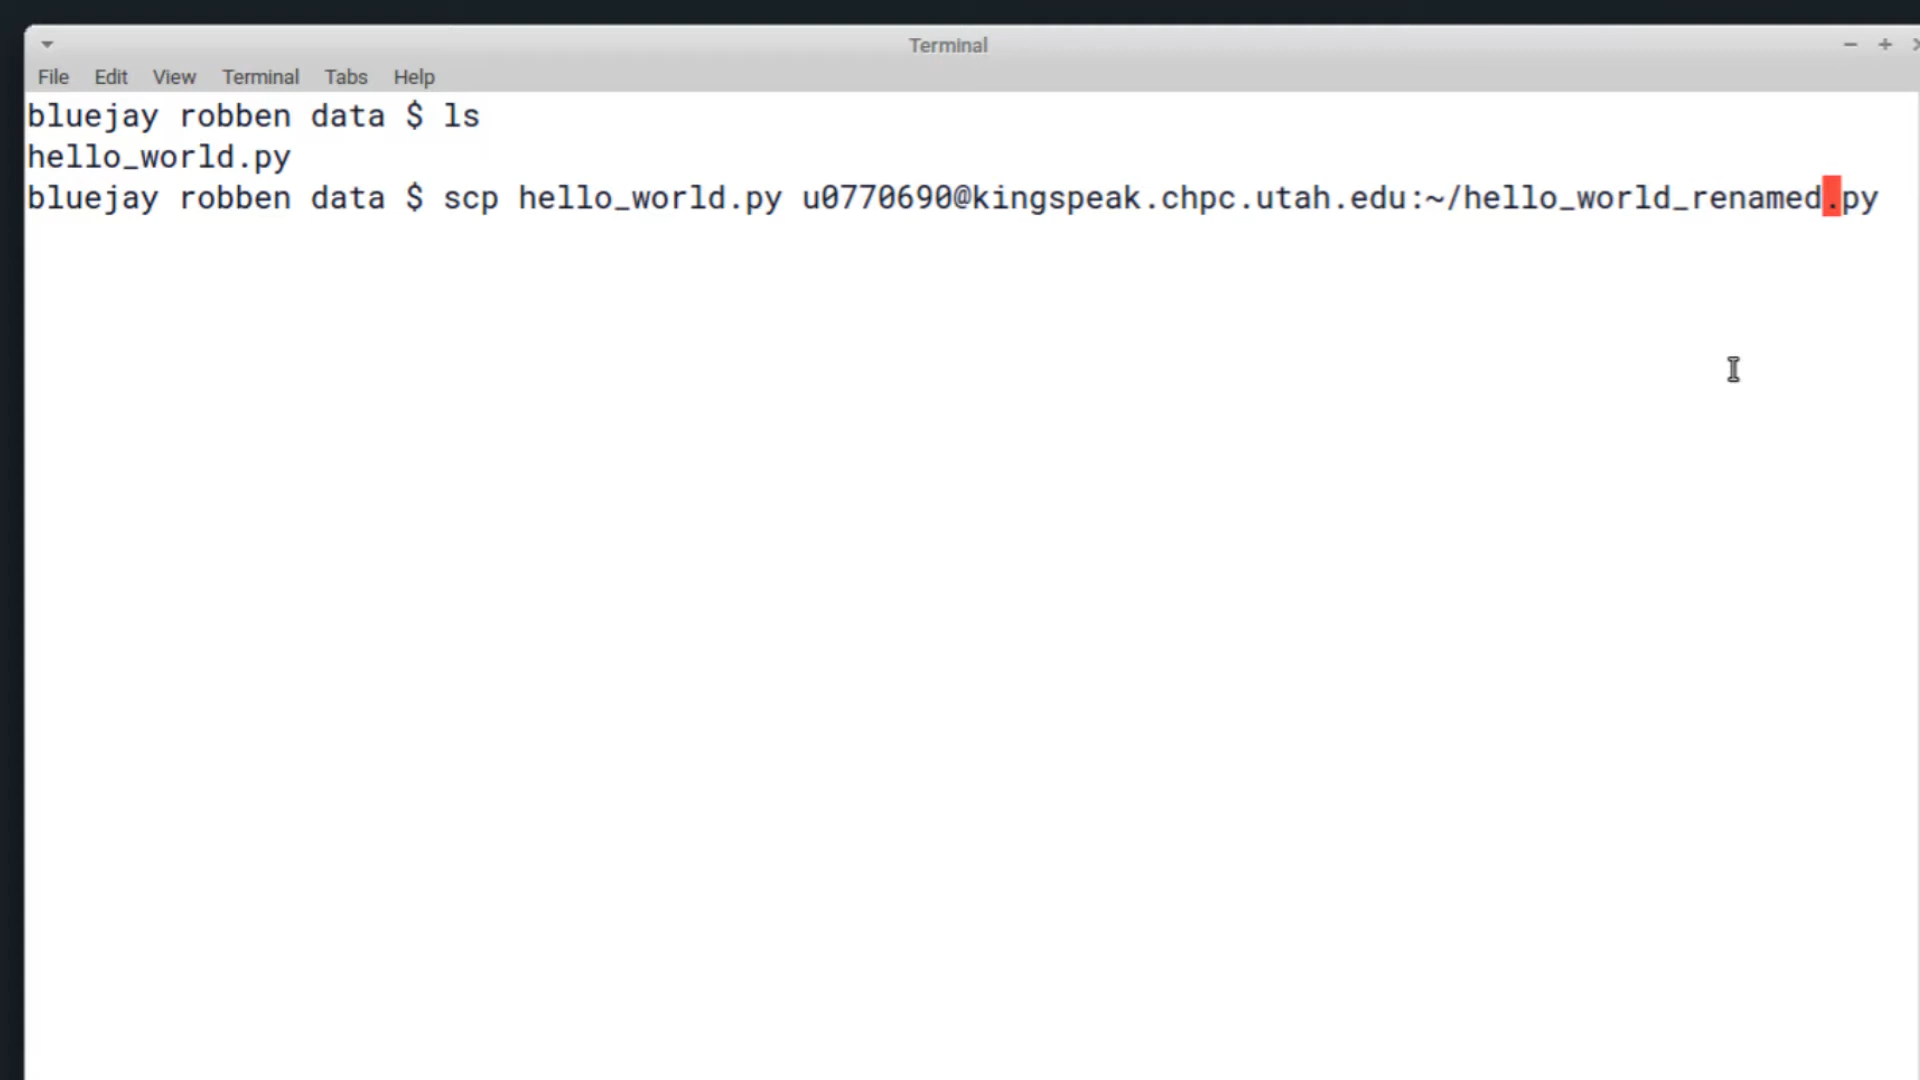 Terminal
File Edit View Terminal Tabs Help
bluejay robben data $ ls
hello_world.py
bluejay robben data $ scp hello_world.py u0770690@kingspeak.chpc.utah.edu:~/hello_world_renamed.py